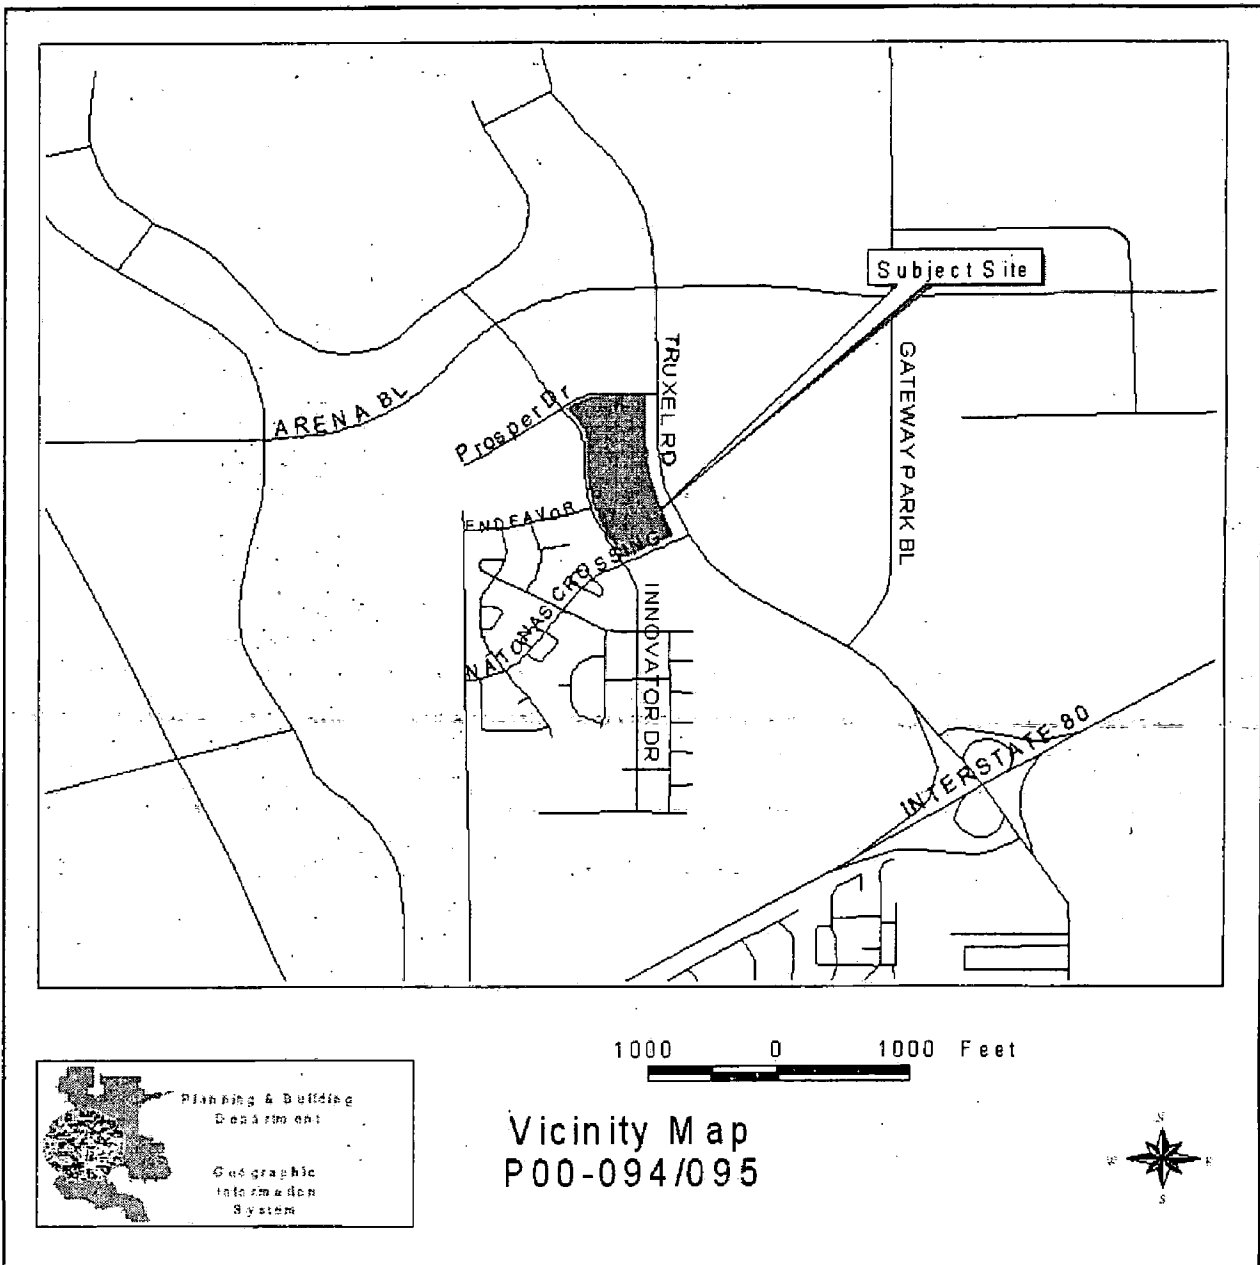 Subject Site
TRUXEL RD
GATEWAY PARK BL
ARENA BL
Prosper Dr
ENDEAVOR
NATOMAS CROSSING
INNOVATOR DR
INTERSTATE 80
1000 0 1000 Feet
Planning & Building
Department
Geographic
Information
System
Vicinity Map
P00-094/095
W E
S